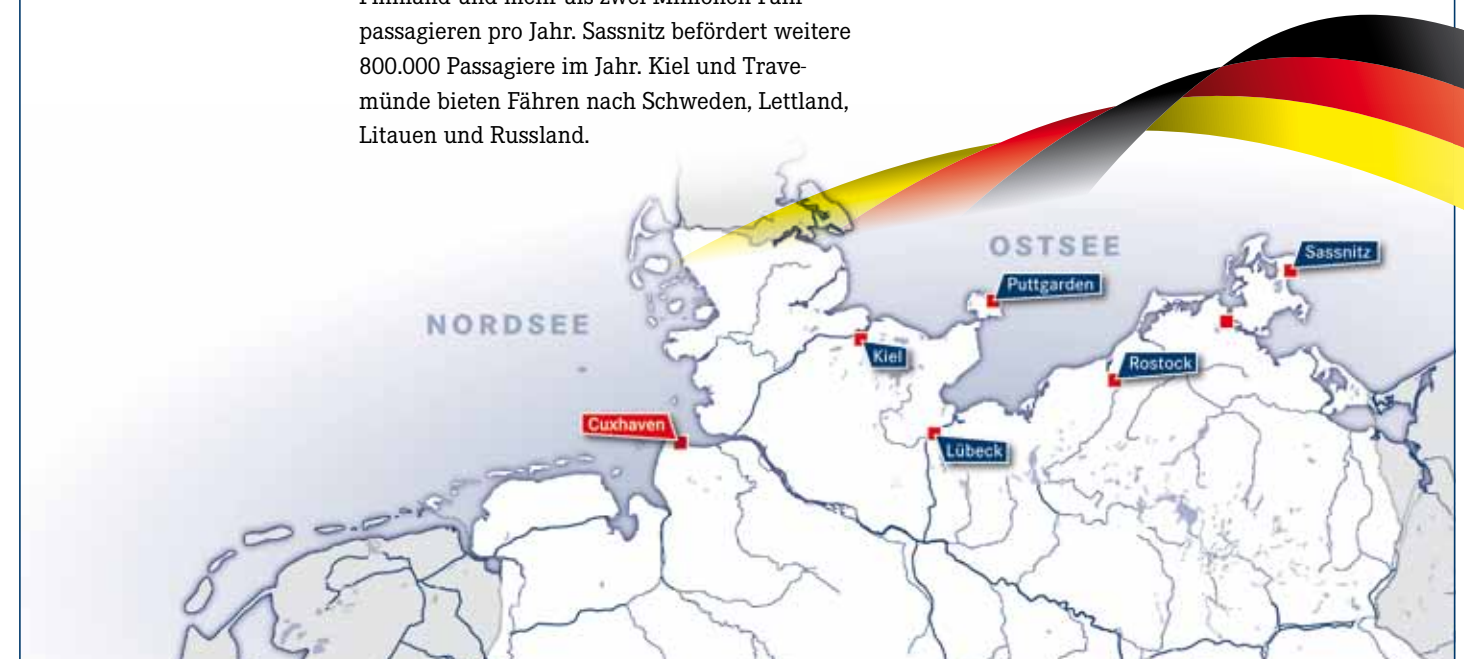 passagieren pro Jahr. Sassnitz befördert weitere
800.000 Passagiere im Jahr. Kiel und Trave-
münde bieten Fähren nach Schweden, Lettland,
Litauen und Russland.
OSTSEE
Sassnitz
Puttgarden
NORDSEE
Kiel
Rostock
Cuxhaven
Lübeck